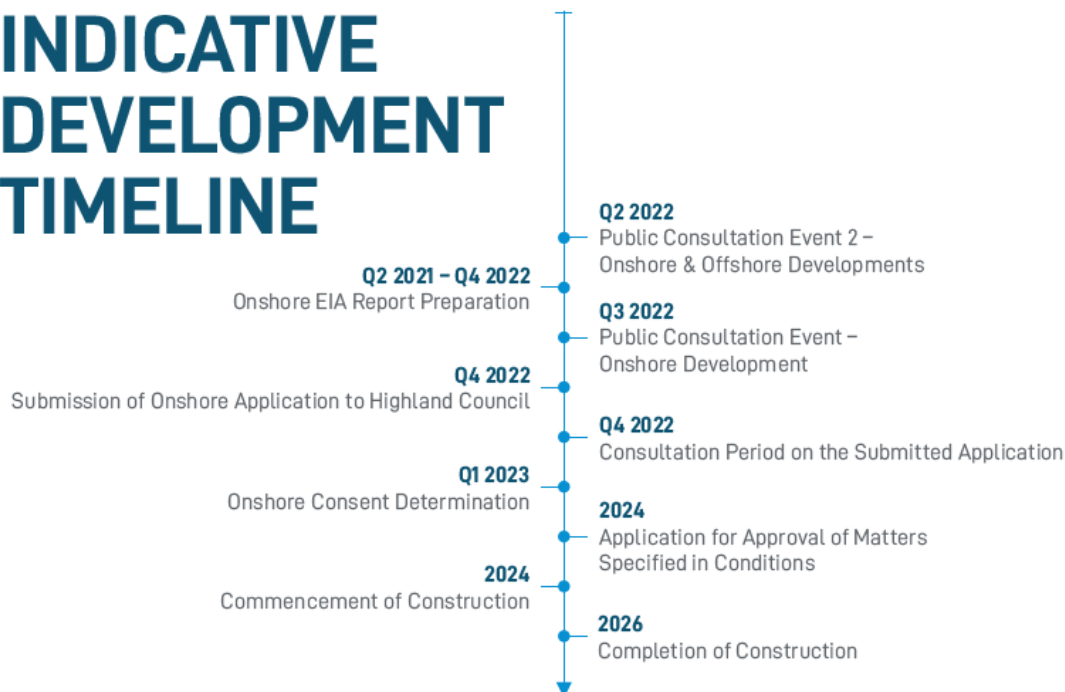 INDICATIVE
DEVELOPMENT
TIMELINE
Q2 2022
Public Consultation Event 2 –
Onshore & Offshore Developments
Q2 2021 – Q4 2022
Onshore EIA Report Preparation
Q3 2022
Public Consultation Event –
Onshore Development
Q4 2022
Submission of Onshore Application to Highland Council
Q4 2022
Consultation Period on the Submitted Application
Q1 2023
Onshore Consent Determination
2024
Application for Approval of Matters
Specified in Conditions
2024
Commencement of Construction
2026
Completion of Construction